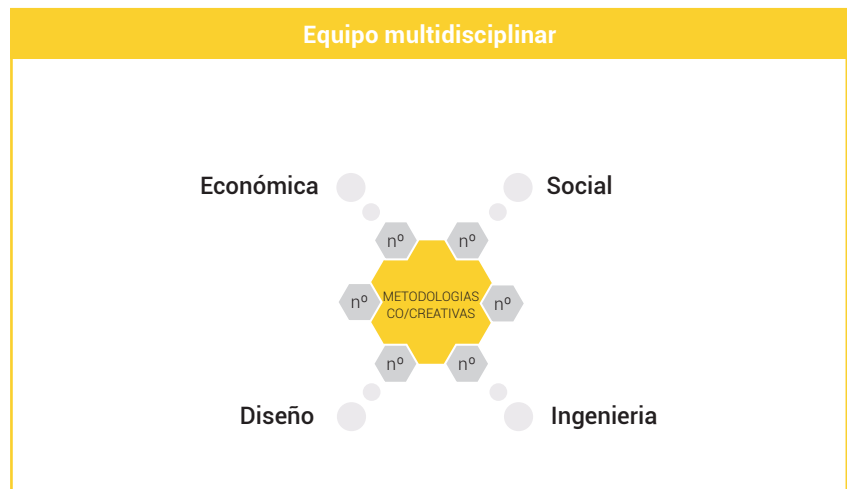 Equipo multidisciplinar
Económica
Social
nº
nº
nº
METODOLOGIAS
CO/CREATIVAS
nº
nº
nº
Diseño
Ingenieria